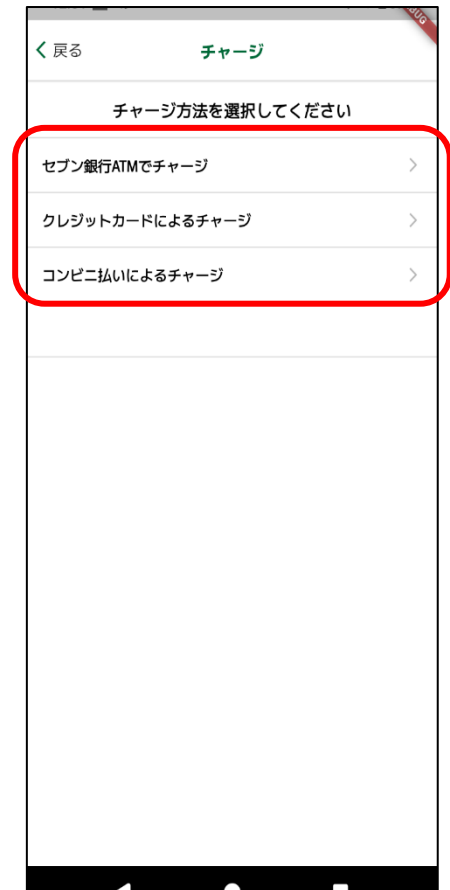 戻る
チャージ
チャージ方法を選択してください
セブン銀行ATMでチャージ
クレジットカードによるチャージ
コンビニ払いによるチャージ